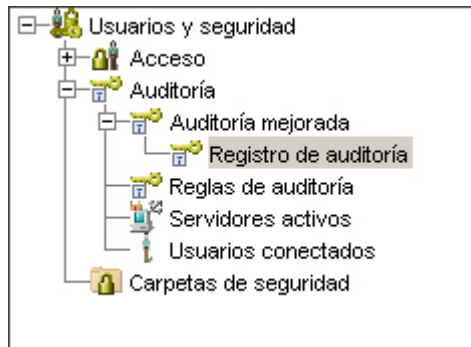 Usuarios y seguridad
Acceso
Auditoría
Auditoría mejorada
Registro de auditoría
Reglas de auditoría
Servidores activos
Usuarios conectados
Carpetas de seguridad